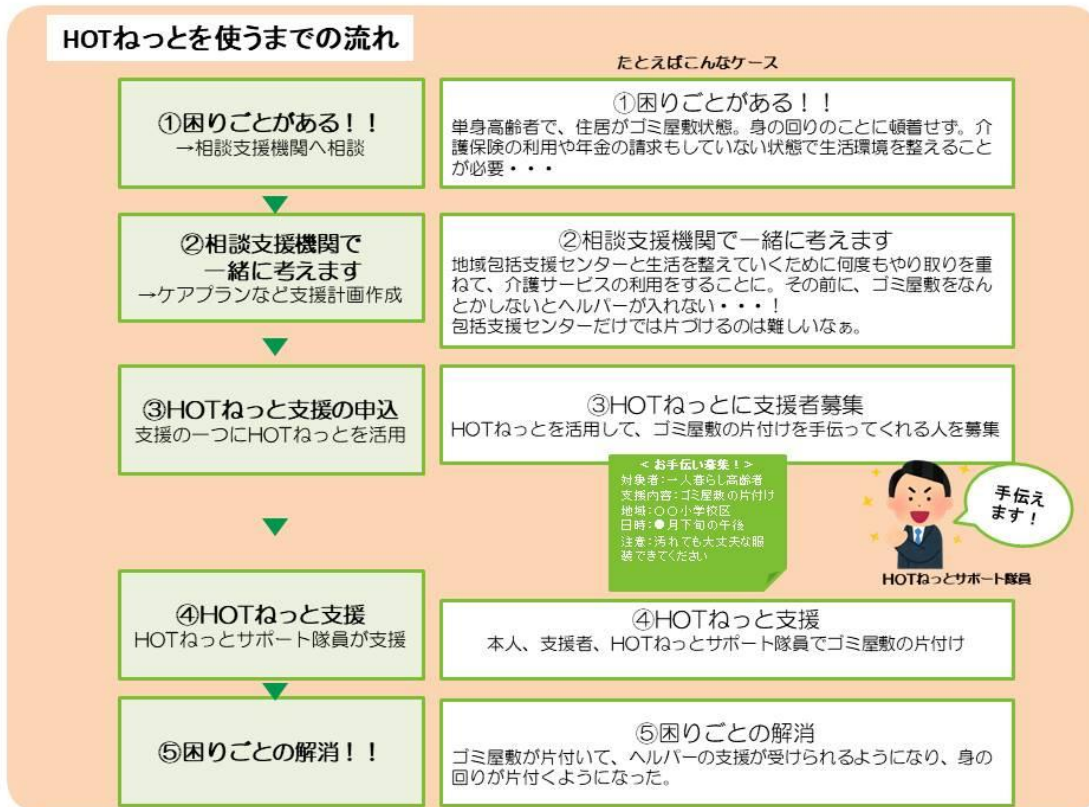 HOTねっとを使うまでの流れ
たとえばこんなケース
①困りごとがある！！
→相談支援機関へ相談
①困りごとがある！！
単身高齢者で、住居がゴミ屋敷状態。身の回りのことに頓着せず。介
護保険の利用や年金の請求もしていない状態で生活環境を整えること
が必要・・・
②相談支援機関で
一緒に考えます
→ケアプランなど支援計画作成
②相談支援機関で一緒に考えます
地域包括支援センターと生活を整えていくために何度もやり取りを重
ねて、介護サービスの利用をすることに。その前に、ゴミ屋敷をなん
とかしないとヘルパーが入れない・・・！
包括支援センターだけでは片づけるのは難しいなぁ。
③HOTねっと支援の申込
支援の一つにHOTねっとを活用
③HOTねっとに支援者募集
HOTねっとを活用して、ゴミ屋敷の片付けを手伝ってくれる人を募集
＜お手伝い募集！＞
対象者：一人暮らし高齢者
支援内容：ゴミ屋敷の片付け
地域：〇〇小学校区
日時：●月下旬の午後
注意：汚れても大丈夫な服
装できてください
手伝え
ます！
HOTねっとサポート隊員
④HOTねっと支援
HOTねっとサポート隊員が支援
④HOTねっと支援
本人、支援者、HOTねっとサポート隊員でゴミ屋敷の片付け
⑤困りごとの解消！！
⑤困りごとの解消
ゴミ屋敷が片付いて、ヘルパーの支援が受けられるようになり、身の
回りが片付くようになった。